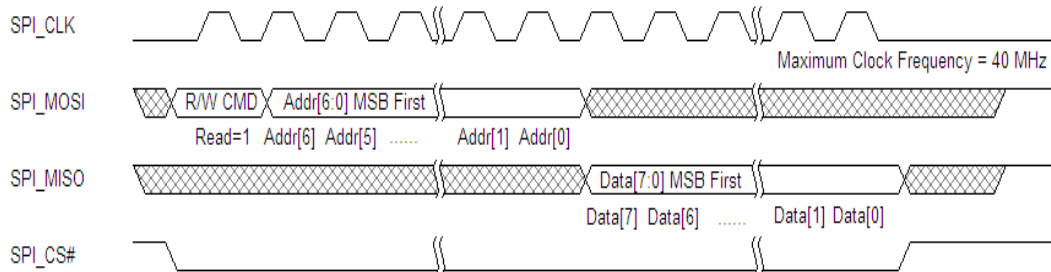 SPI_CLK
Maximum Clock Frequency = 40 MHz
SPI_MOSI
R/W CMD Addr[6:0] MSB First
Read=1 Addr[6] Addr[5] ...... Addr[1] Addr[0]
SPI_MISO
Data[7:0] MSB First
Data[7] Data[6] ...... Data[1] Data[0]
SPI_CS#